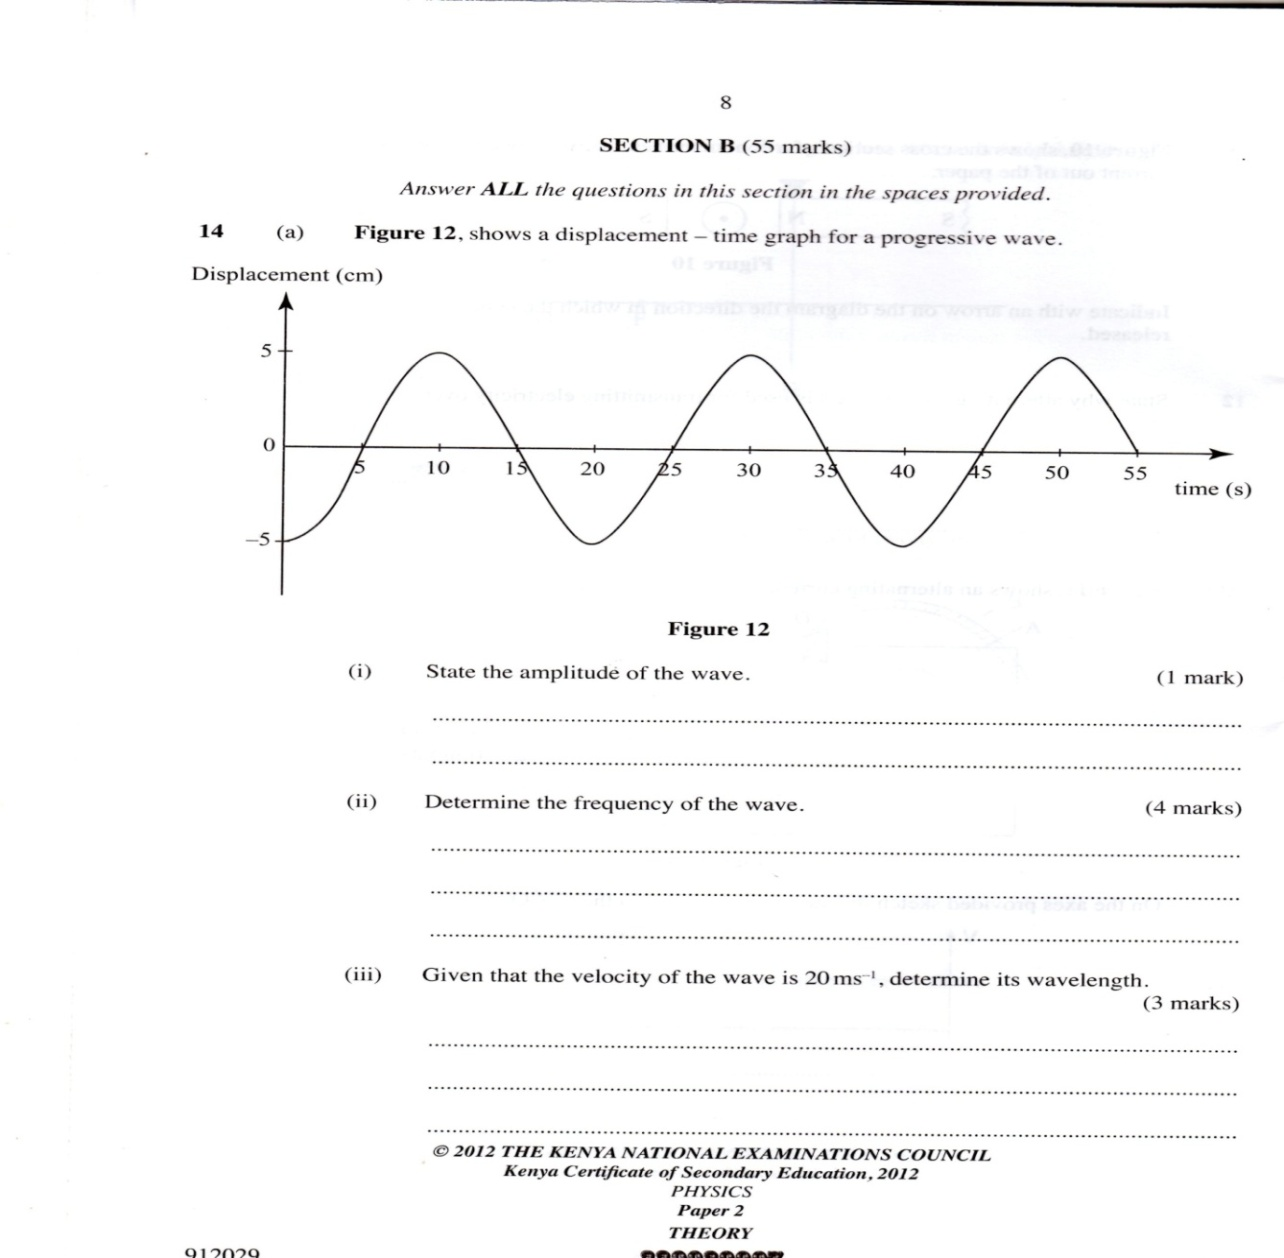 8
SECTION B (55 marks)
Answer ALL the questions in this section in the spaces provided.
14 (a) Figure 12, shows a displacement – time graph for a progressive wave.
Displacement (cm)
5
0
5 10 15 20 25 30 35 40 45 50 55
time (s)
–5
Figure 12
(i) State the amplitude of the wave. (1 mark)
(ii) Determine the frequency of the wave. (4 marks)
(iii) Given that the velocity of the wave is 20 ms⁻¹, determine its wavelength.
(3 marks)
© 2012 THE KENYA NATIONAL EXAMINATIONS COUNCIL
Kenya Certificate of Secondary Education, 2012
PHYSICS
Paper 2
THEORY
912029